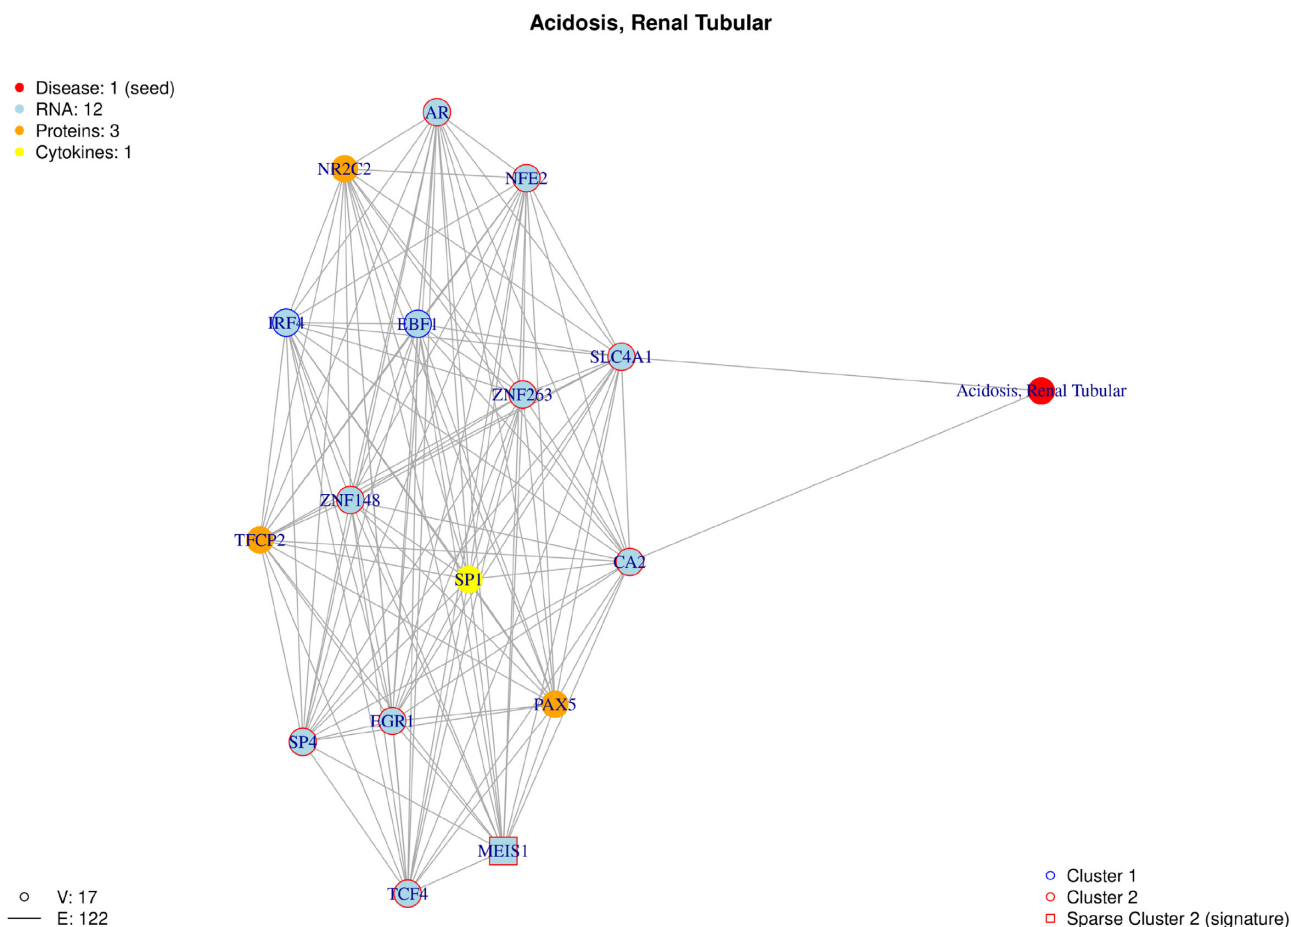 Acidosis, Renal Tubular
Disease: 1 (seed)
RNA: 12
Proteins: 3
Cytokines: 1
AR
NR2C2
NFE2
IRF4
EBF1
SLC4A1
ZNF263
Acidosis, Renal Tubular
ZNF148
TFCP2
CA2
SP1
PAX5
EGR1
SP4
MEIS1
TCF4
V: 17
E: 122
Cluster 1
Cluster 2
Sparse Cluster 2 (signature)